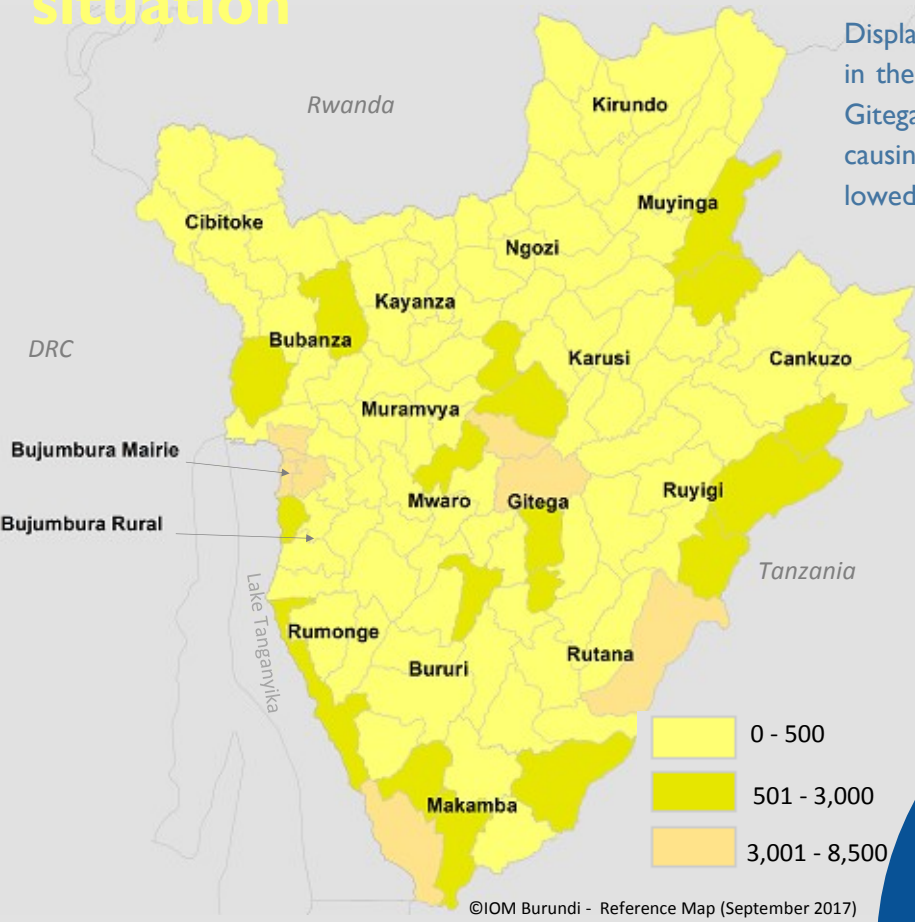 situation
Displa
in the
Gitega
causin
lowed
Rwanda
Kirundo
Muyinga
Cibitoke
Ngozi
Kayanza
Bubanza
DRC
Karusi
Cankuzo
Muramvya
Bujumbura Mairie
Mwaro
Gitega
Ruyigi
Bujumbura Rural
Tanzania
Lake Tanganyika
Rumonge
Rutana
Bururi
0 - 500
501 - 3,000
Makamba
3,001 - 8,500
©IOM Burundi - Reference Map (September 2017)